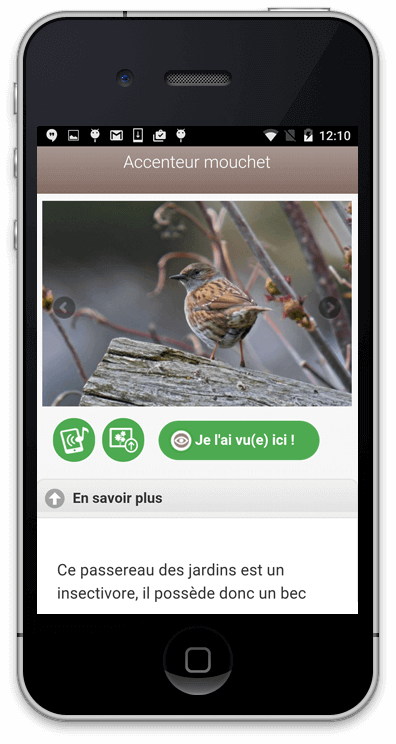 12:10
Accenteur mouchet
Je l'ai vu(e) ici !
En savoir plus
Ce passereau des jardins est un
insectivore, il possède donc un bec